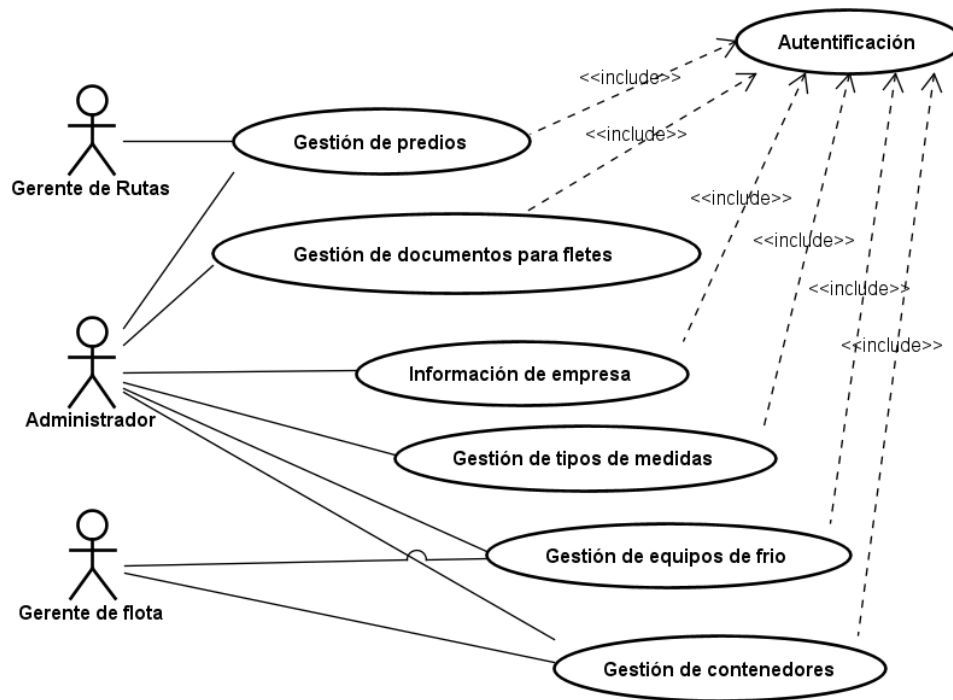 Autentificación
<<include>>
<<include>>
Gestión de predios
Gerente de Rutas
<<include>>
Gestión de documentos para fletes
<<include>>
<<include>>
<<include>>
Información de empresa
Administrador
Gestión de tipos de medidas
Gestión de equipos de frio
Gerente de flota
Gestión de contenedores